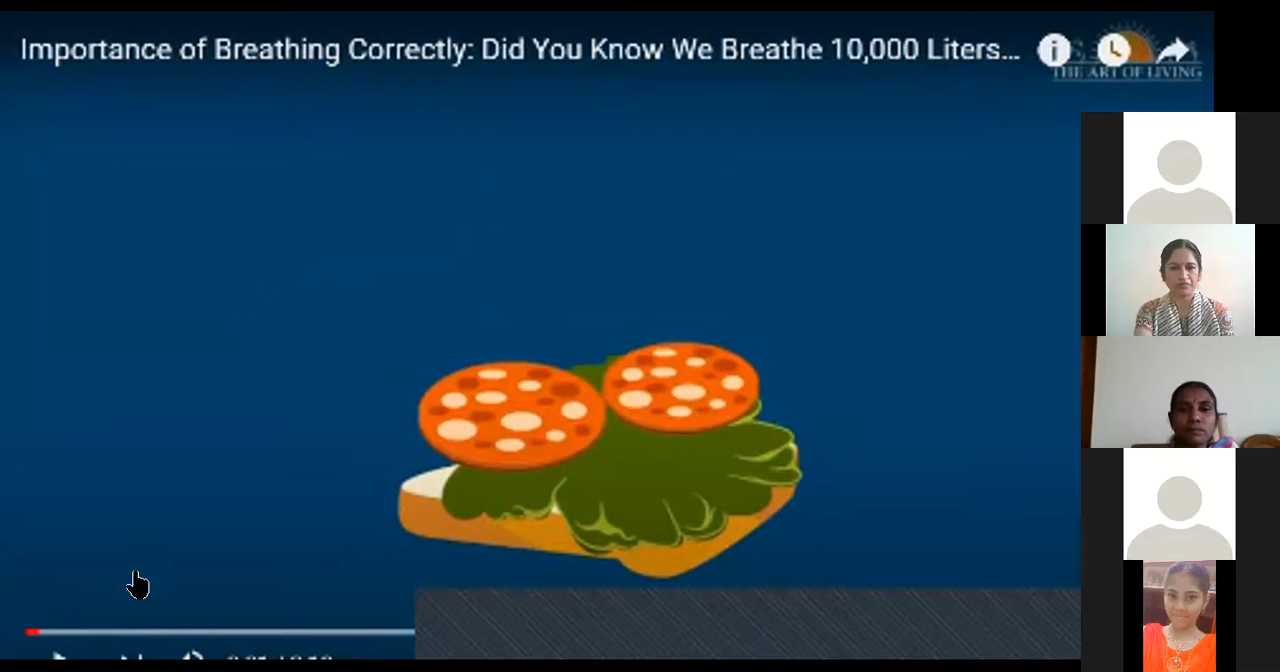 Importance of Breathing Correctly: Did You Know We Breathe 10,000 Liters...
THE ART OF LIVING